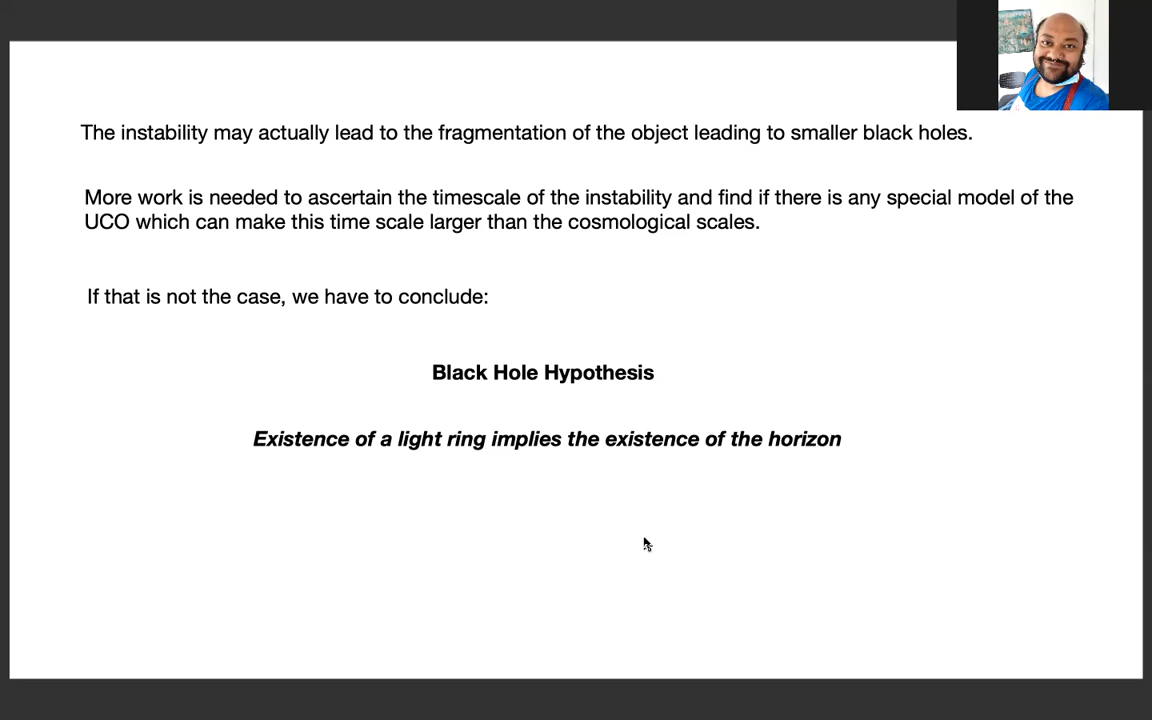 The instability may actually lead to the fragmentation of the object leading to smaller black holes.
More work is needed to ascertain the timescale of the instability and find if there is any special model of the
UCO which can make this time scale larger than the cosmological scales.
If that is not the case, we have to conclude:
Black Hole Hypothesis
Existence of a light ring implies the existence of the horizon